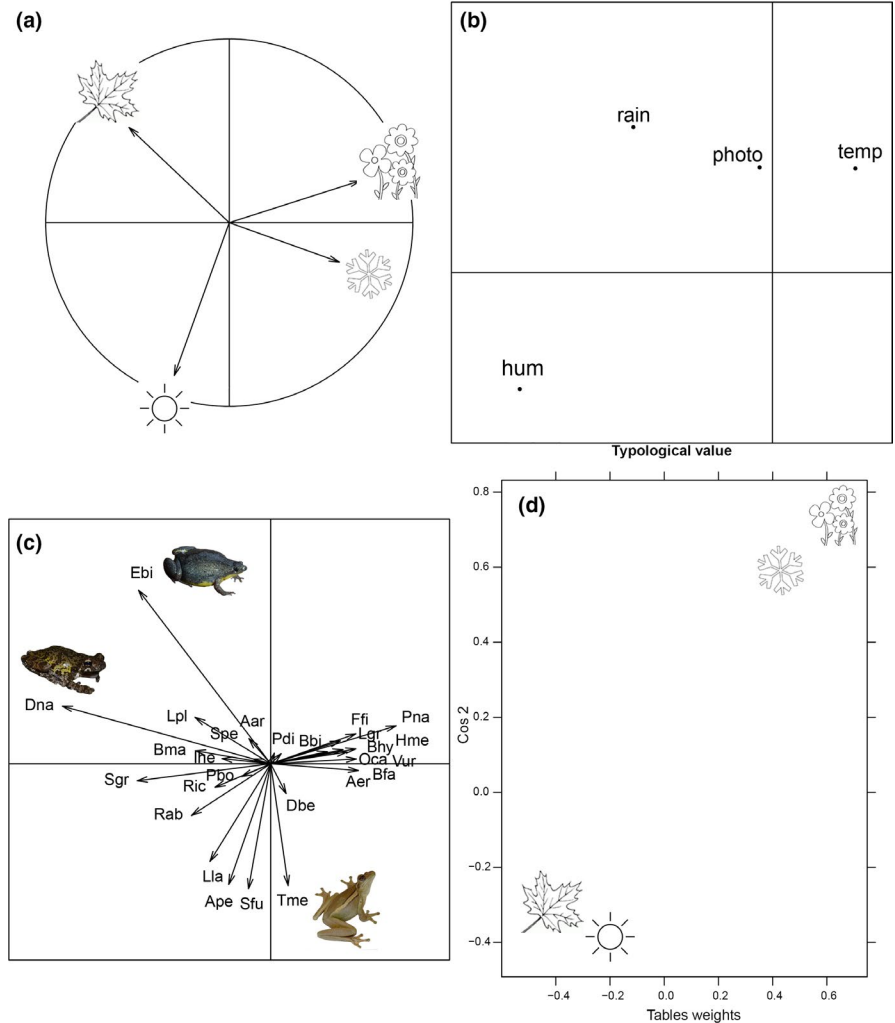 (a)
(b)
rain
photo
temp
hum
Typological value
(c)
Ebi
Dna
Lpl
Aar
Spe
Pdi
Bbi
Ffi
Lgr
Pna
Hme
Bhy
Bma
Ihe
Oca
Vur
Pbo
Bfa
Sgr
Ric
Aer
Rab
Dbe
Lla
Ape
Sfu
Tme
(d)
Cos 2
0.8
0.6
0.4
0.2
0.0
−0.2
−0.4
−0.4
−0.2
0.0
0.2
0.4
0.6
Tables weights